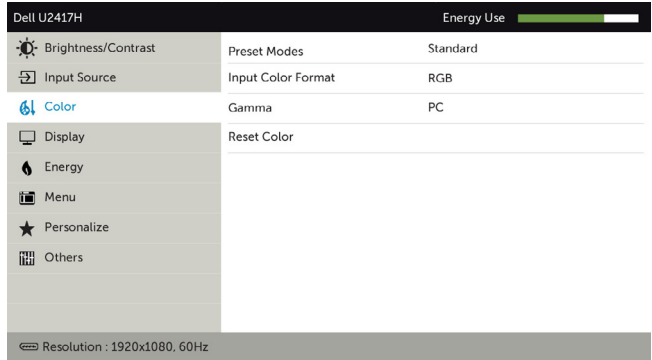 Dell U2417H Energy Use
Brightness/Contrast
Input Source
Color
Display
Energy
Menu
Personalize
Others
Preset Modes Standard
Input Color Format RGB
Gamma PC
Reset Color
Resolution : 1920x1080, 60Hz